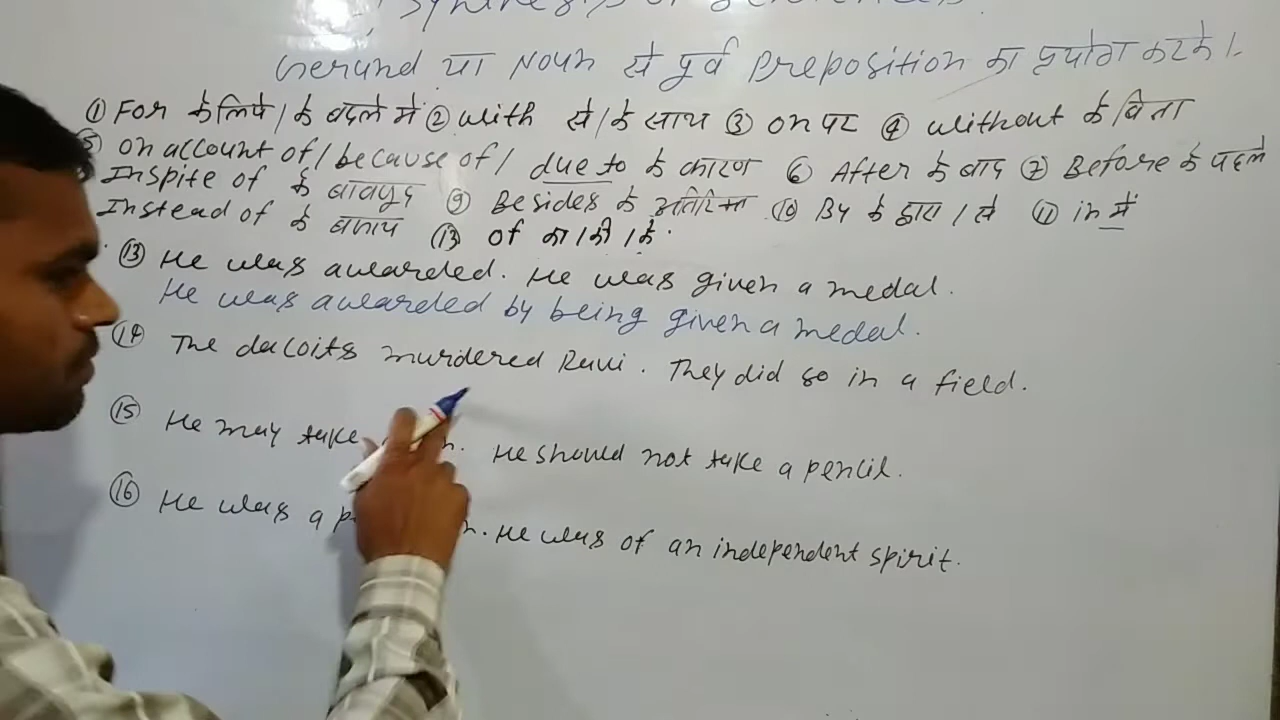 Synthesis of Sentences.
Gerund या Noun से पूर्व Preposition का प्रयोग करके।-
① For के लिये/के बदले में ② with से/के साथ ③ on पर ④ without के बिना
⑤ on account of/because of/ due to के कारण ⑥ After के बाद ⑦ Before के पहले
Inspite of के बावजूद ⑨ Besides के अतिरिक्त ⑩ By के द्वारा/से ⑪ in में
Instead of के बजाय ⑬ of का/की/के.
⑬ He was awarded. He was given a medal.
He was awarded by being given a medal.
⑭ The dacoits murdered Ravi. They did so in a field.
⑮ He may take He should not take a pencil.
⑯ He was a He was of an independent spirit.